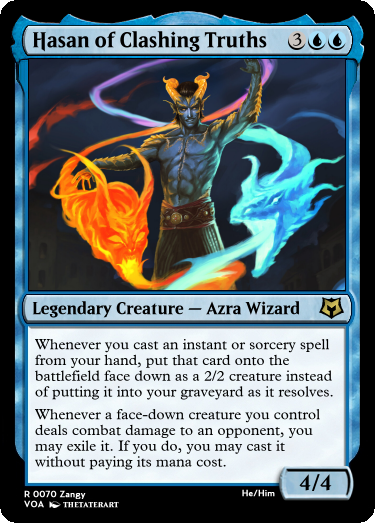 Hasan of Clashing Truths 3
Legendary Creature — Azra Wizard
Whenever you cast an instant or sorcery spell
from your hand, put that card onto the
battlefield face down as a 2/2 creature instead
of putting it into your graveyard as it resolves.
Whenever a face-down creature you control
deals combat damage to an opponent, you
may exile it. If you do, you may cast it
without paying its mana cost.
4/4
R 0070 Zangy He/Him
VOA THETATERART